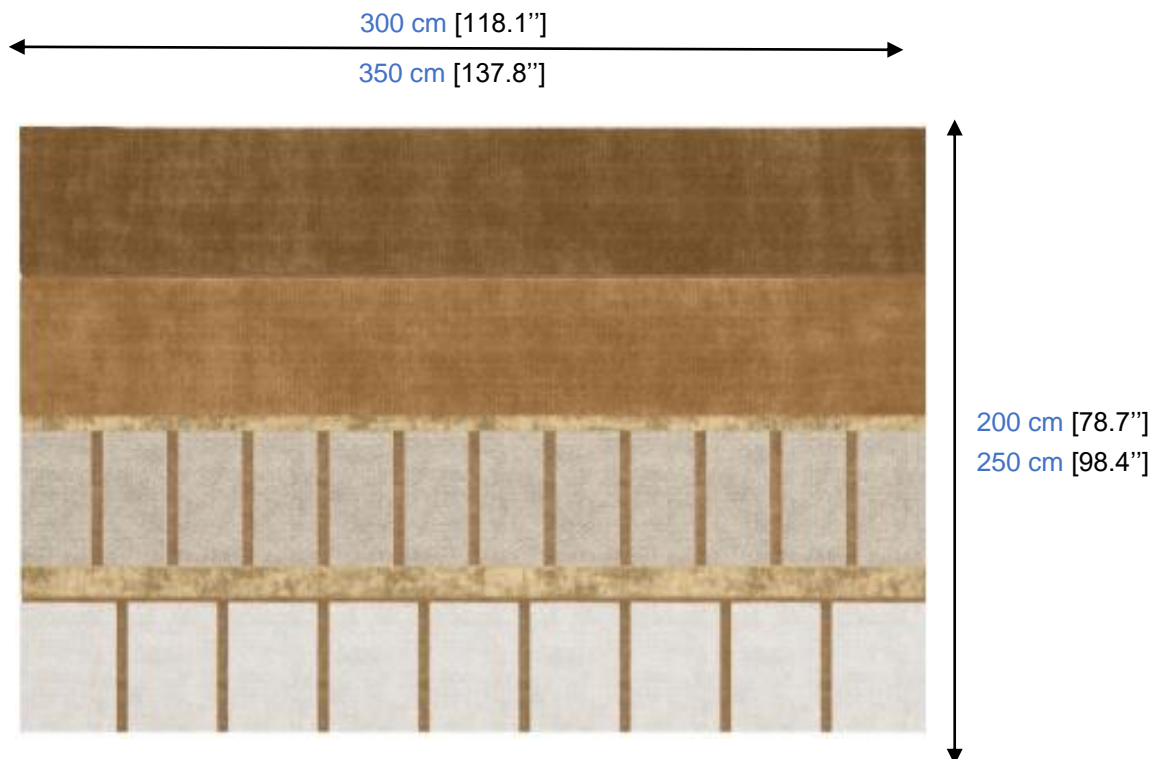 300 cm [118.1’’]
350 cm [137.8’’]
200 cm [78.7’’]
250 cm [98.4’’]